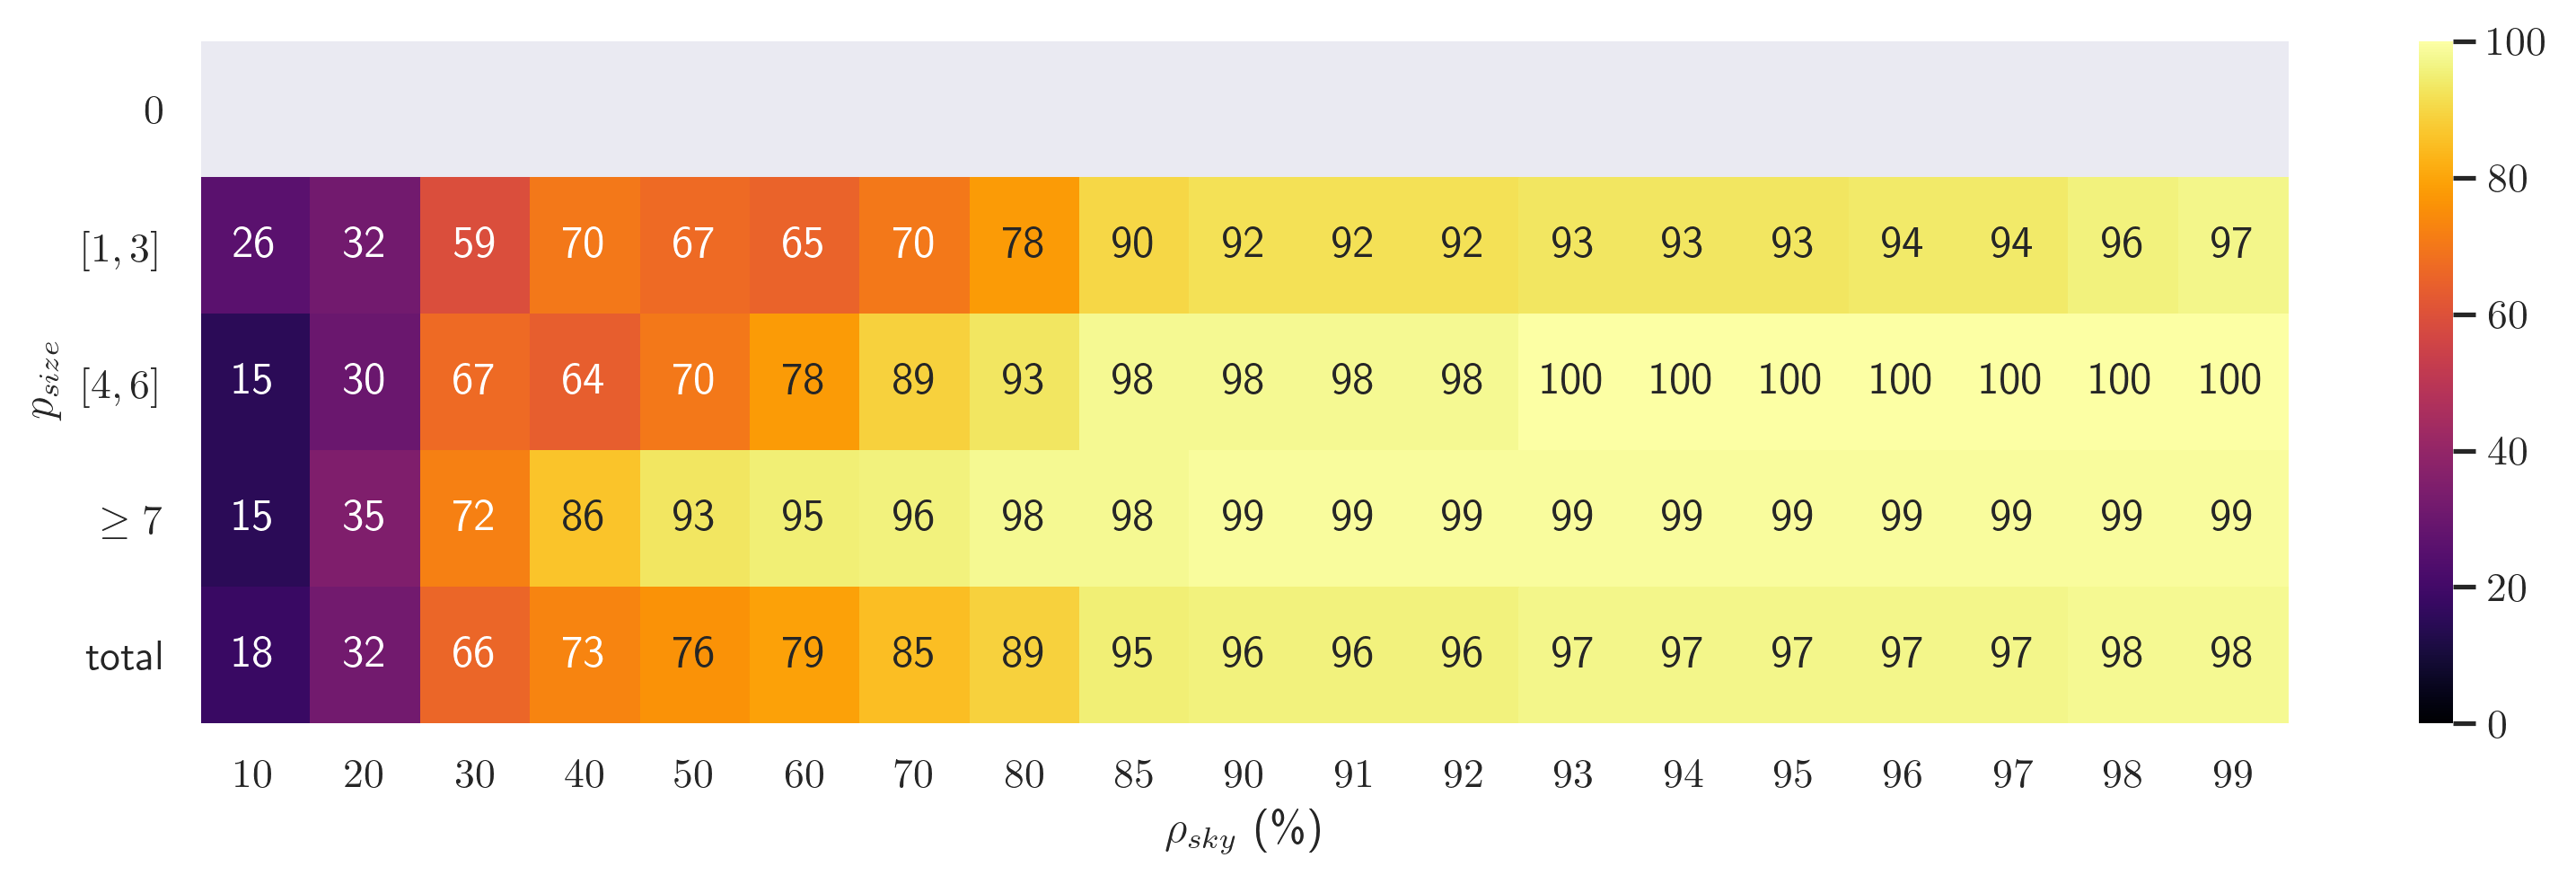 0
[1, 3] 26 32 59 70 67 65 70 78 90 92 92 92 93 93 93 94 94 96 97
[4, 6] 15 30 67 64 70 78 89 93 98 98 98 98 100 100 100 100 100 100 100
≥ 7 15 35 72 86 93 95 96 98 98 99 99 99 99 99 99 99 99 99 99
total 18 32 66 73 76 79 85 89 95 96 96 96 97 97 97 97 97 98 98
10 20 30 40 50 60 70 80 85 90 91 92 93 94 95 96 97 98 99
ρsky (%)
psize
100
80
60
40
20
0